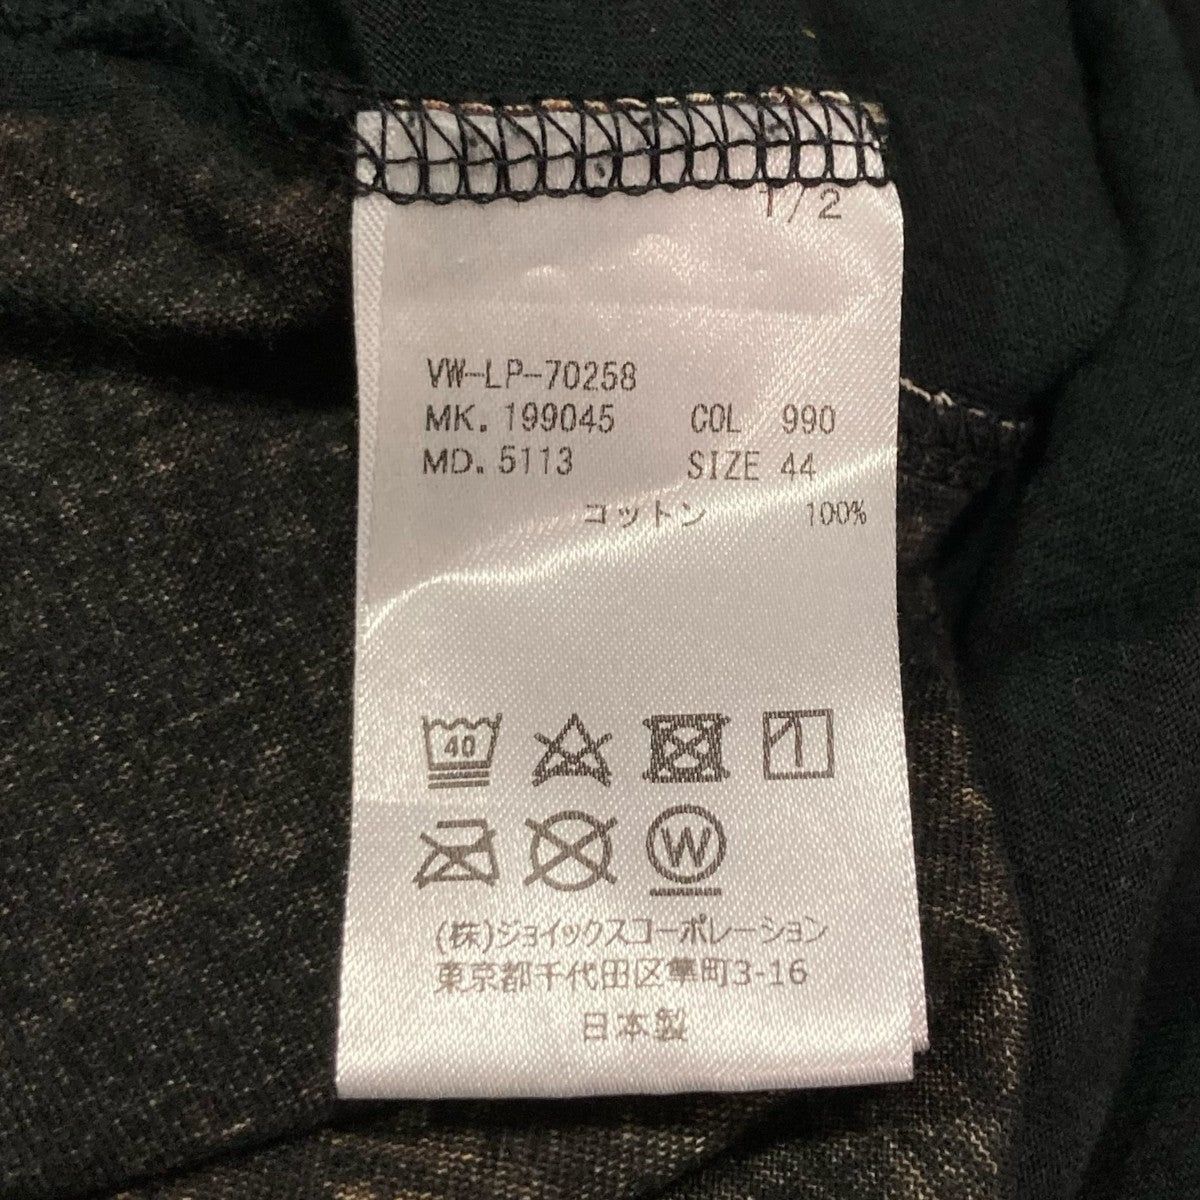 1/2
VW-LP-70258
MK. 199045 COL 990
MD. 5113 SIZE 44
コットン 100%
40
W
(株)ジョイックスコーポレーション
東京都千代田区隼町3-16
日本製